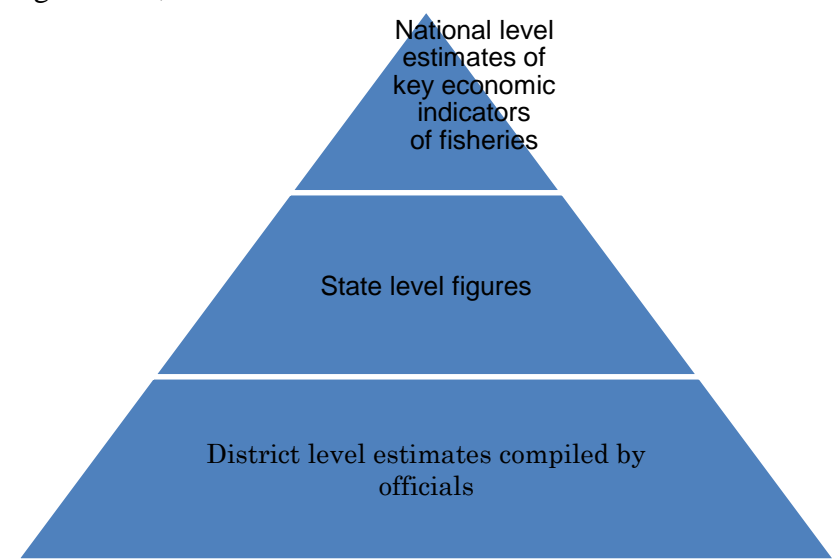 National level
estimates of
key economic
indicators
of fisheries
State level figures
District level estimates compiled by
officials